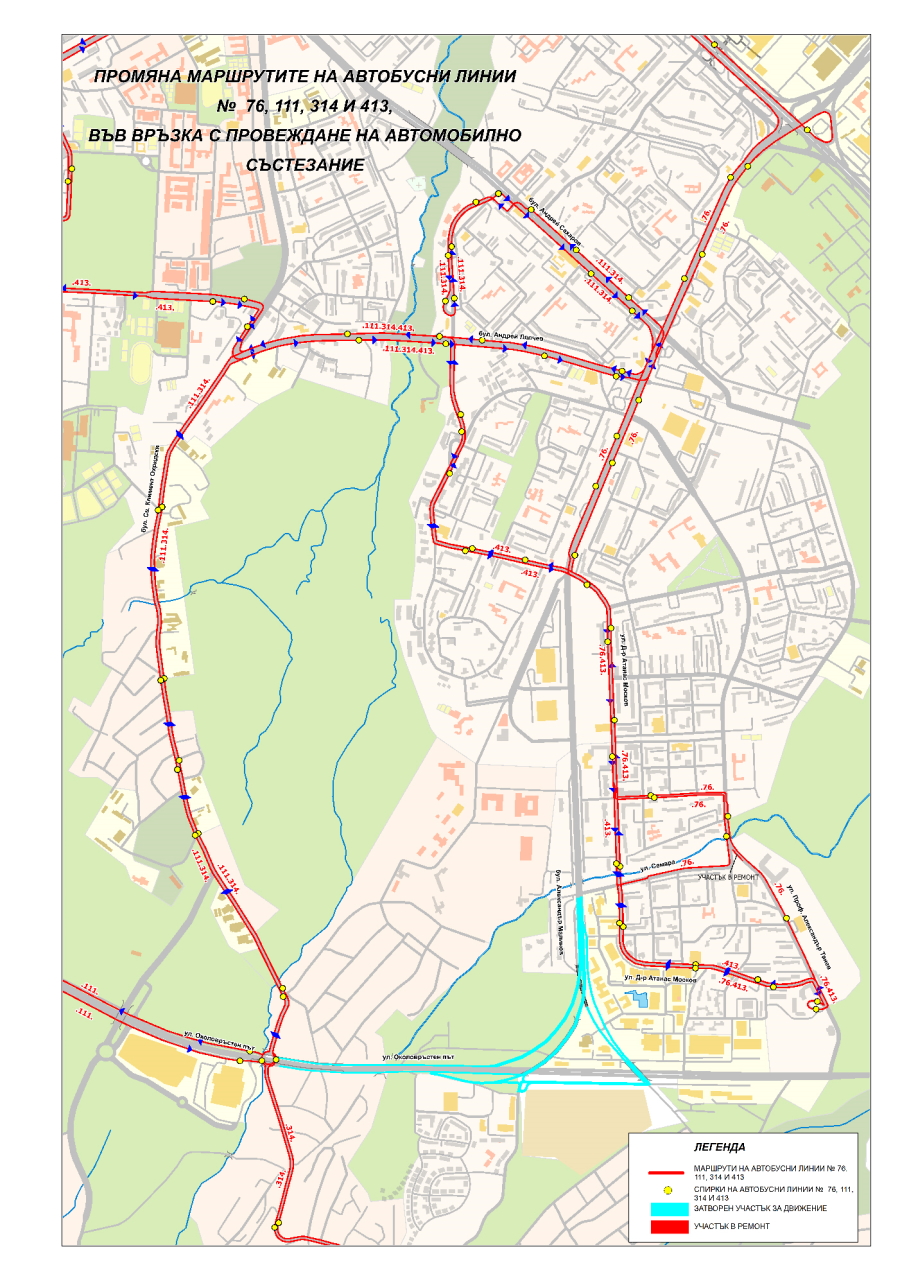 ПРОМЯНА МАРШРУТИТЕ НА АВТОБУСНИ ЛИНИИ
№ 76, 111, 314 И 413,
ВЪВ ВРЪЗКА С ПРОВЕЖДАНЕ НА АВТОМОБИЛНО
СЪСТЕЗАНИЕ
бул. Андрей Сахаров
.76.
.76.
.111.314.
.111.314.
.111.314.
.111.314.
.413.
.413.
.111.314.413.
.111.314.413.
бул. Андрей Ляпчев
.111.314.
.76.
.76.
бул. Св. Климент Охридски
.111.314.
.413.
.413.
ул. Д-р Атанас Москов
.76.413.
.76.413.
.76.
.76.
.413.
ул. Самара
.76.
УЧАСТЪК В РЕМОНТ
.76.
ул. Проф. Александър Танев
.111.314.
.111.314.
бул. Александър Малинов
.413.
.76.413.
ул. Д-р Атанас Москов
.76.413.
.111.
.111.
ул. Околовръстен път
ул. Околовръстен път
.314.
.314.
ЛЕГЕНДА
МАРШРУТИ НА АВТОБУСНИ ЛИНИИ № 76,
111, 314 И 413
СПИРКИ НА АВТОБУСНИ ЛИНИИ № 76, 111,
314 И 413
ЗАТВОРЕН УЧАСТЪК ЗА ДВИЖЕНИЕ
УЧАСТЪК В РЕМОНТ